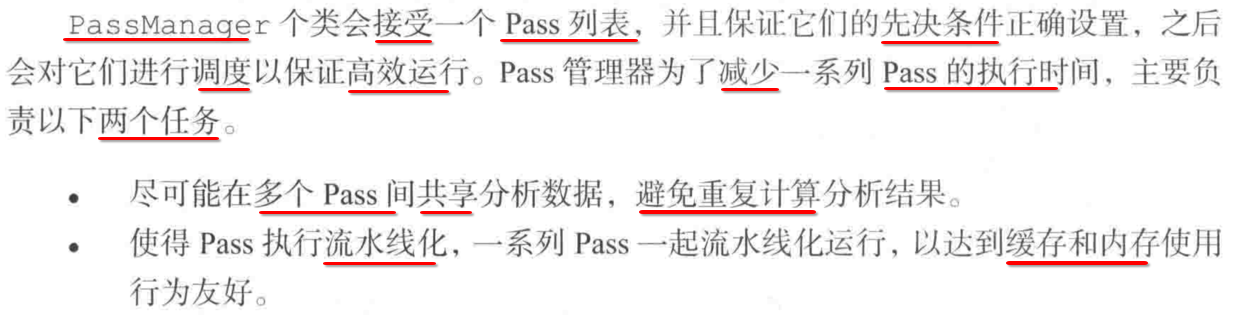 PassManager 个类会接受一个 Pass 列表，并且保证它们的先决条件正确设置，之后
会对它们进行调度以保证高效运行。Pass 管理器为了减少一系列 Pass 的执行时间，主要负
责以下两个任务。
• 尽可能在多个 Pass 间共享分析数据，避免重复计算分析结果。
• 使得 Pass 执行流水线化，一系列 Pass 一起流水线化运行，以达到缓存和内存使用
行为友好。